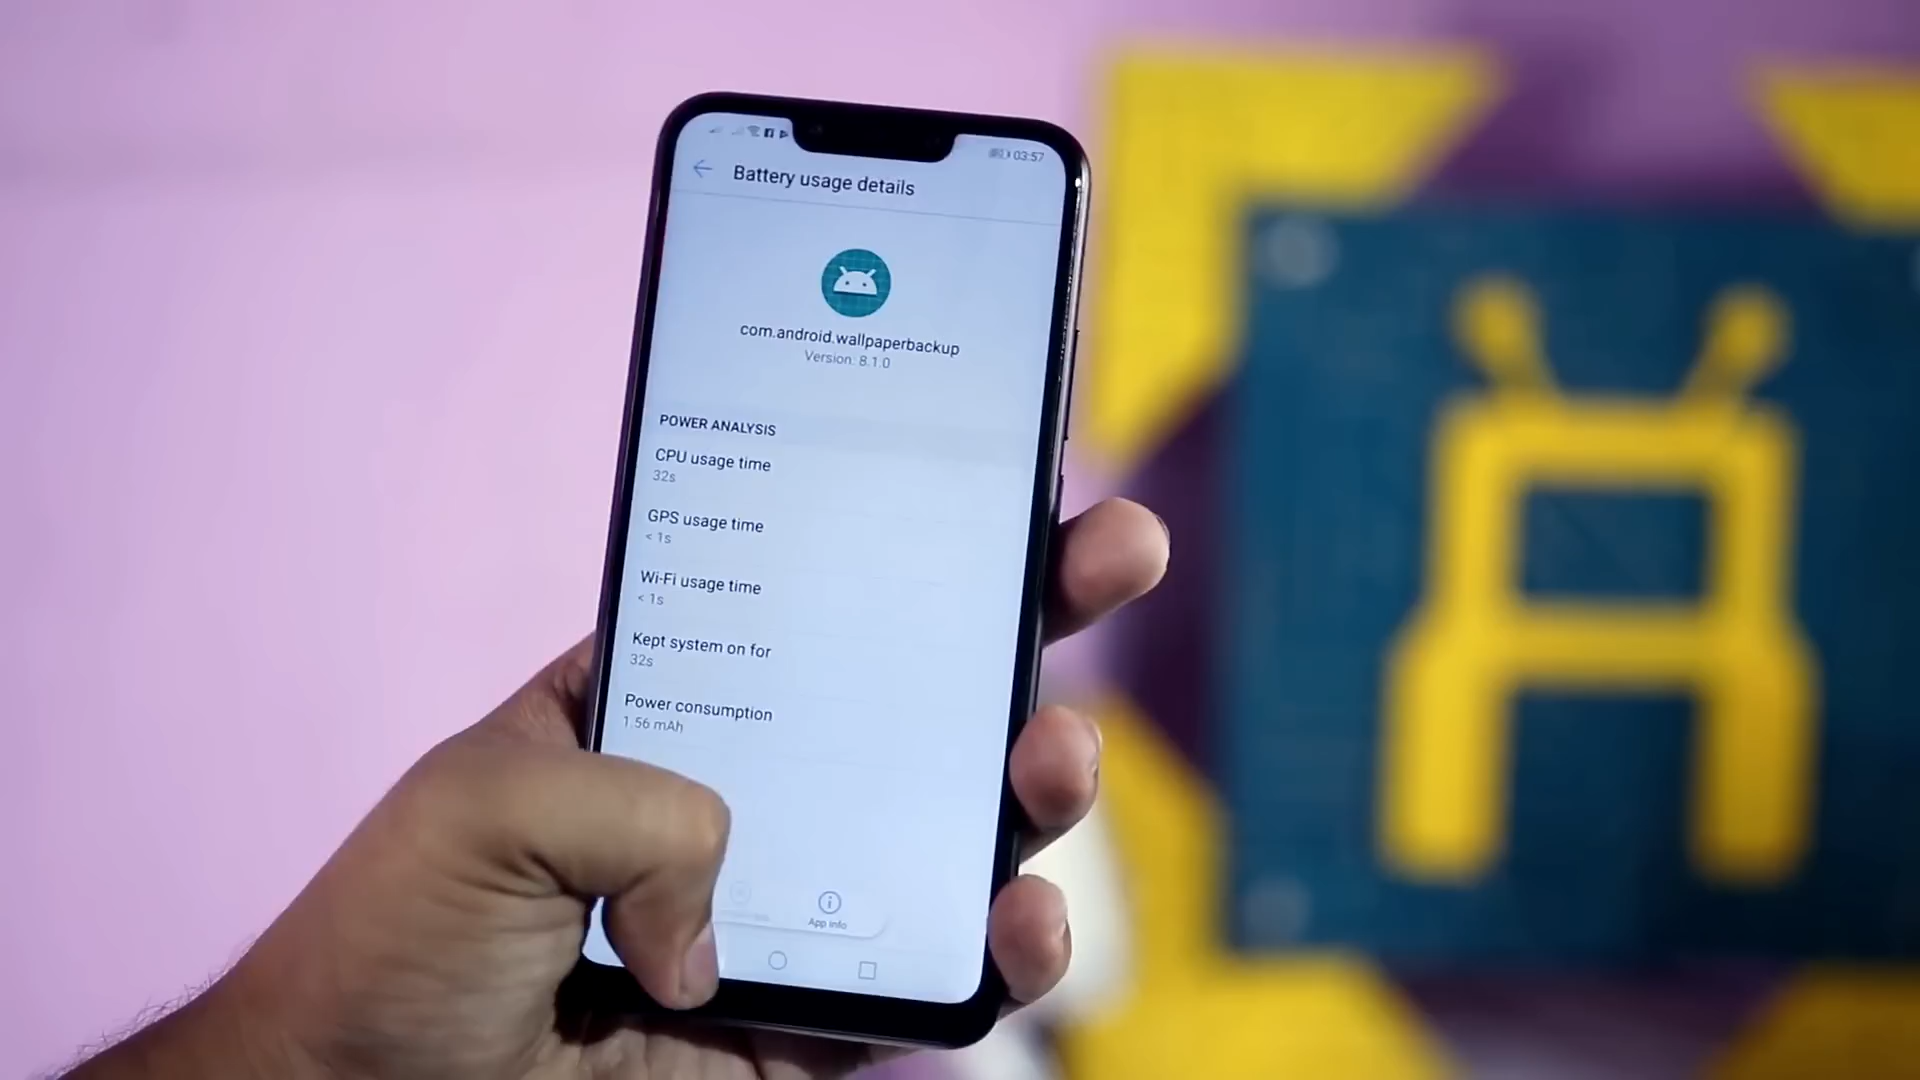 03:57
Battery usage details
com.android.wallpaperbackup
Version: 8.1.0
POWER ANALYSIS
CPU usage time
32s
GPS usage time
< 1s
Wi-Fi usage time
< 1s
Kept system on for
32s
Power consumption
1.56 mAh
App info